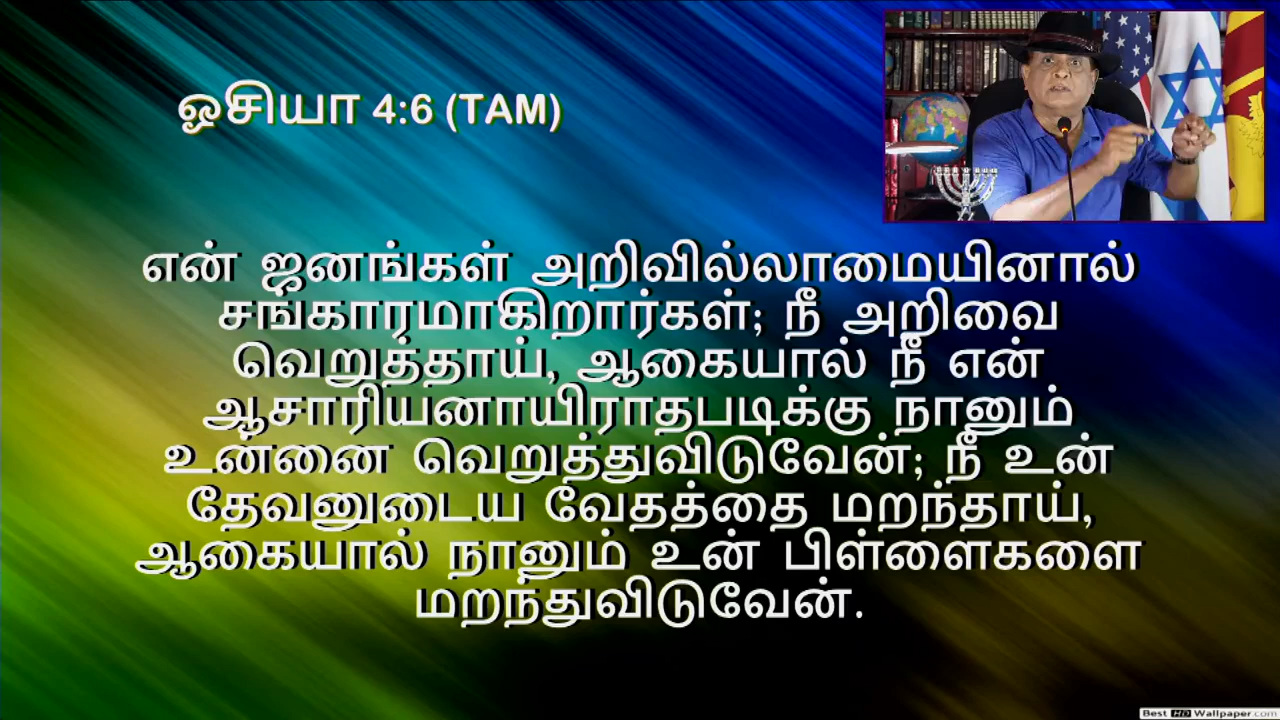 ஓசியா 4:6 (TAM)
என் ஜனங்கள் அறிவில்லாமையினால்
சங்காரமாகிறார்கள்; நீ அறிவை
வெறுத்தாய், ஆகையால் நீ என்
ஆசாரியனாயிராதபடிக்கு நானும்
உன்னை வெறுத்துவிடுவேன்; நீ உன்
தேவனுடைய வேதத்தை மறந்தாய்,
ஆகையால் நானும் உன் பிள்ளைகளை
மறந்துவிடுவேன்.
Best HD Wallpaper.com